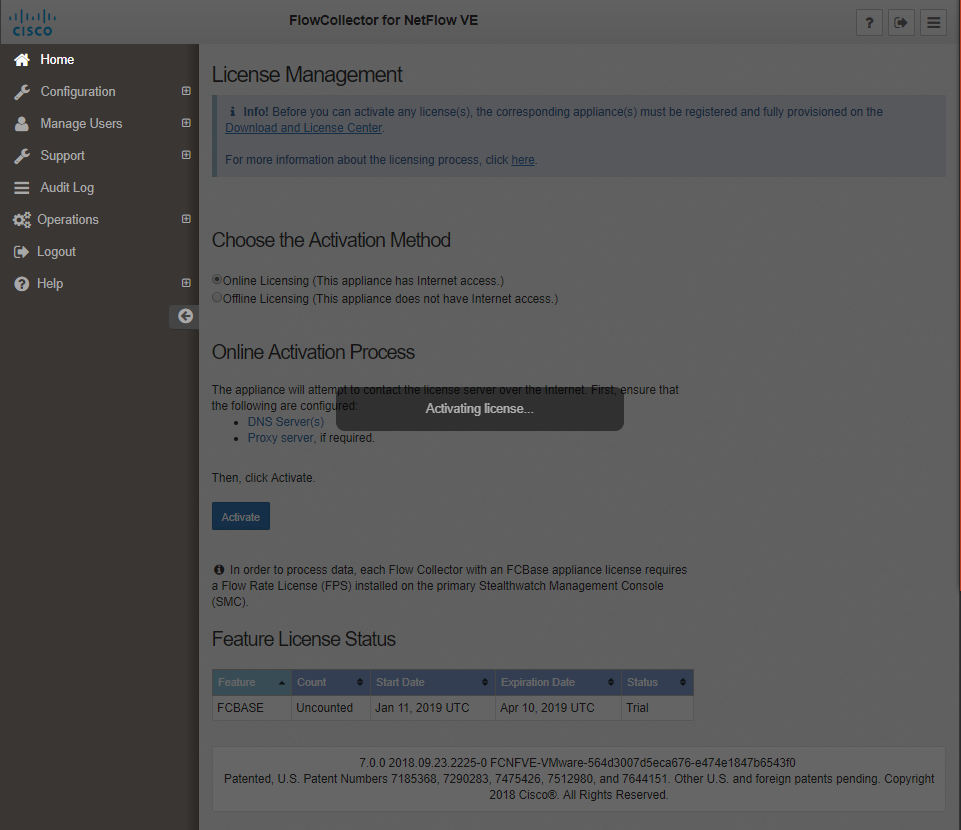 CISCO
FlowCollector for NetFlow VE
?
Home
Configuration
Manage Users
Support
Audit Log
Operations
Logout
Help
License Management
Info! Before you can activate any license(s), the corresponding appliance(s) must be registered and fully provisioned on the
Download and License Center.
For more information about the licensing process, click here.
Choose the Activation Method
Online Licensing (This appliance has Internet access.)
Offline Licensing (This appliance does not have Internet access.)
Online Activation Process
The appliance will attempt to contact the license server over the Internet. First, ensure that
the following are configured:
Activating license...
• DNS Server(s)
• Proxy server, if required.
Then, click Activate.
Activate
In order to process data, each Flow Collector with an FCBase appliance license requires
a Flow Rate License (FPS) installed on the primary Stealthwatch Management Console
(SMC).
Feature License Status
Feature Count Start Date Expiration Date Status
FCBASE Uncounted Jan 11, 2019 UTC Apr 10, 2019 UTC Trial
7.0.0 2018.09.23.2225-0 FCNFVE-VMware-564d3007d5eca676-e474e1847b6543f0
Patented, U.S. Patent Numbers 7185368, 7290283, 7475426, 7512980, and 7644151. Other U.S. and foreign patents pending. Copyright
2018 Cisco®. All Rights Reserved.